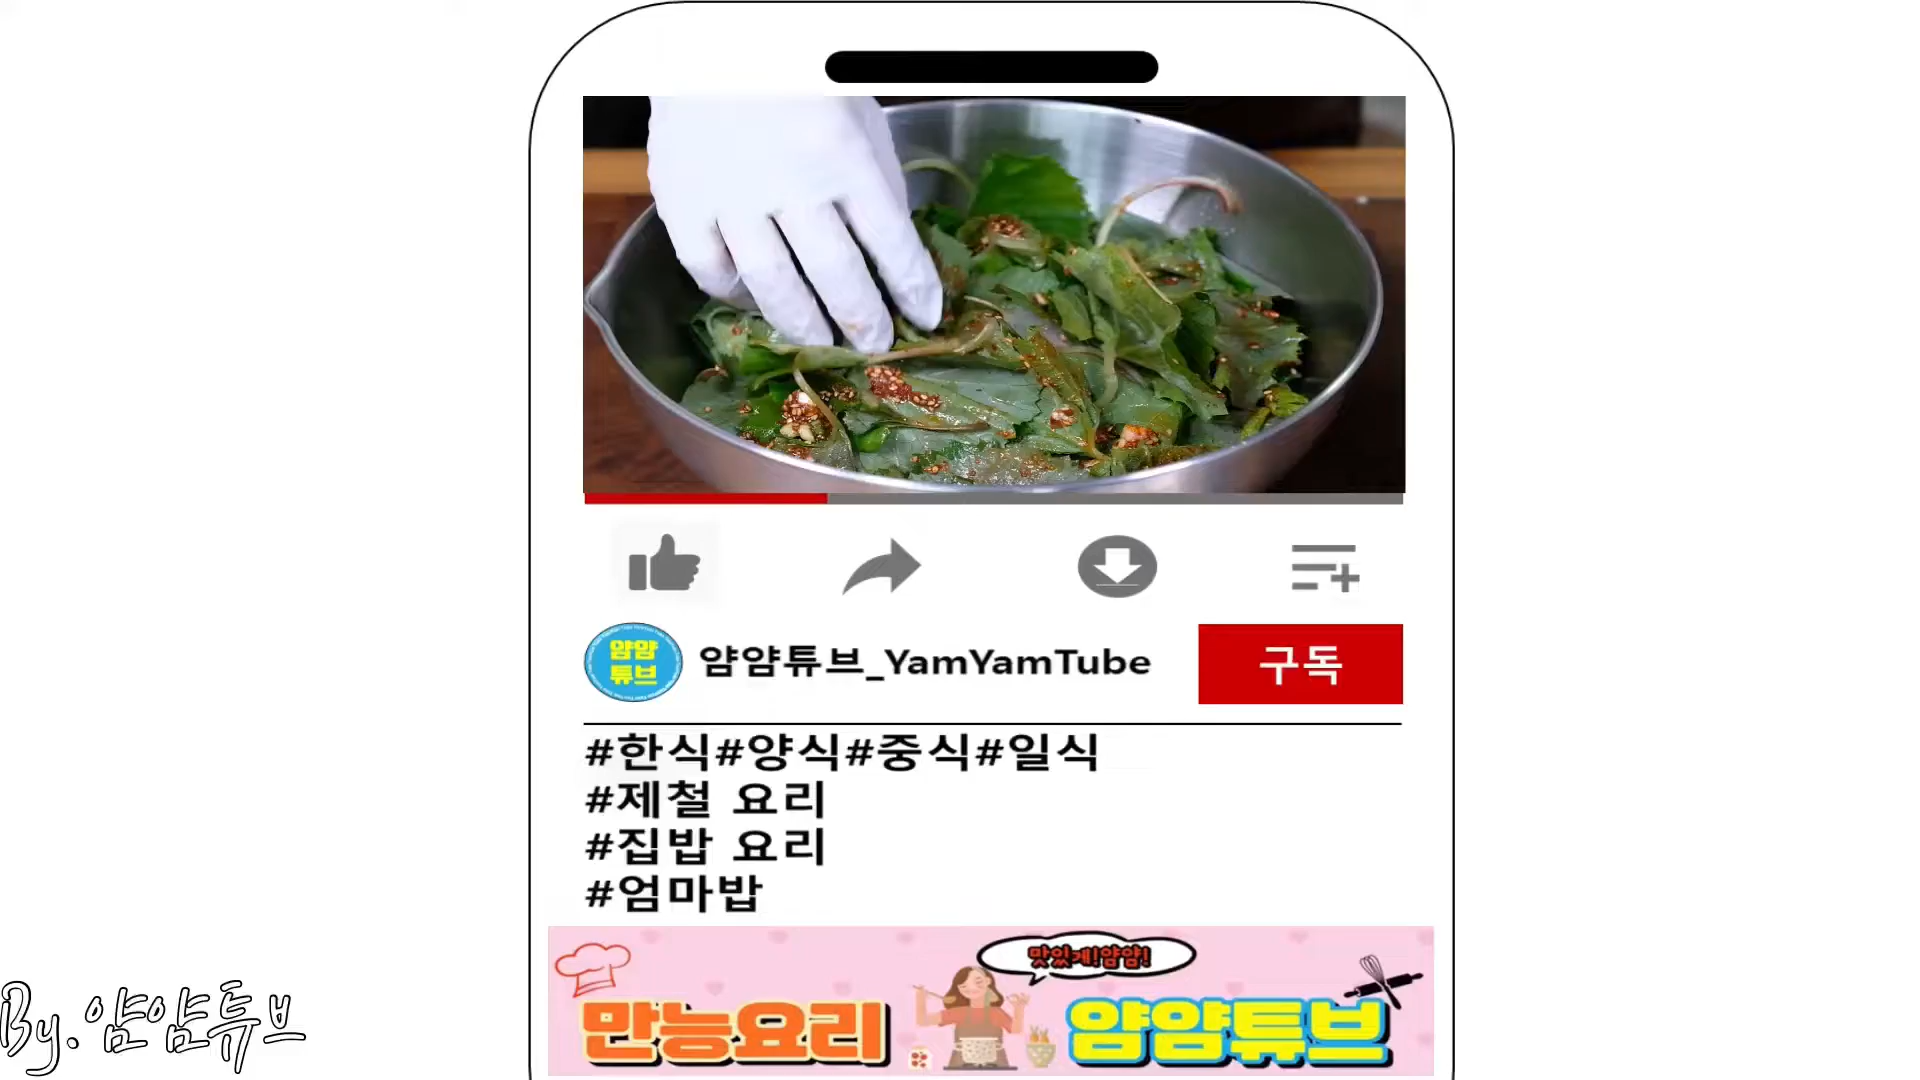 얌얌
튜브
얌얌튜브_YamYamTube
구독
#한식#양식#중식#일식
#제철 요리
#집밥 요리
#엄마밥
맛있게!얌얌!
만능요리
얌얌튜브
By. 얌얌튜브